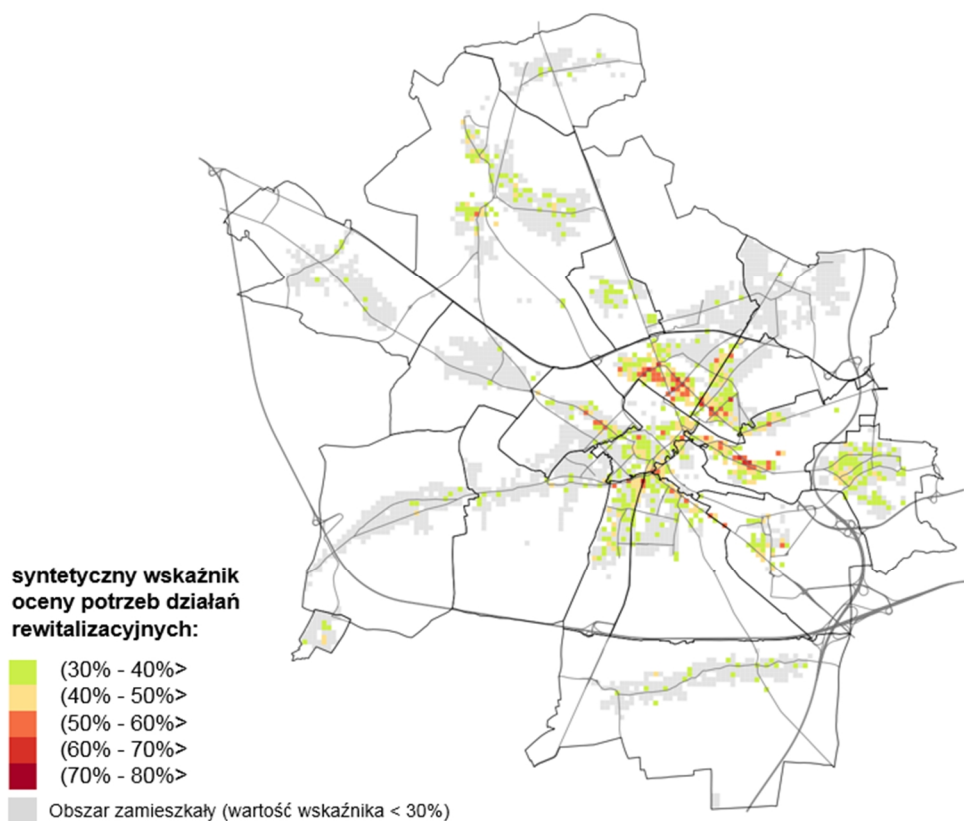 syntetyczny wskaźnik
oceny potrzeb działań
rewitalizacyjnych:
(30% - 40%>
(40% - 50%>
(50% - 60%>
(60% - 70%>
(70% - 80%>
Obszar zamieszkały (wartość wskaźnika < 30%)